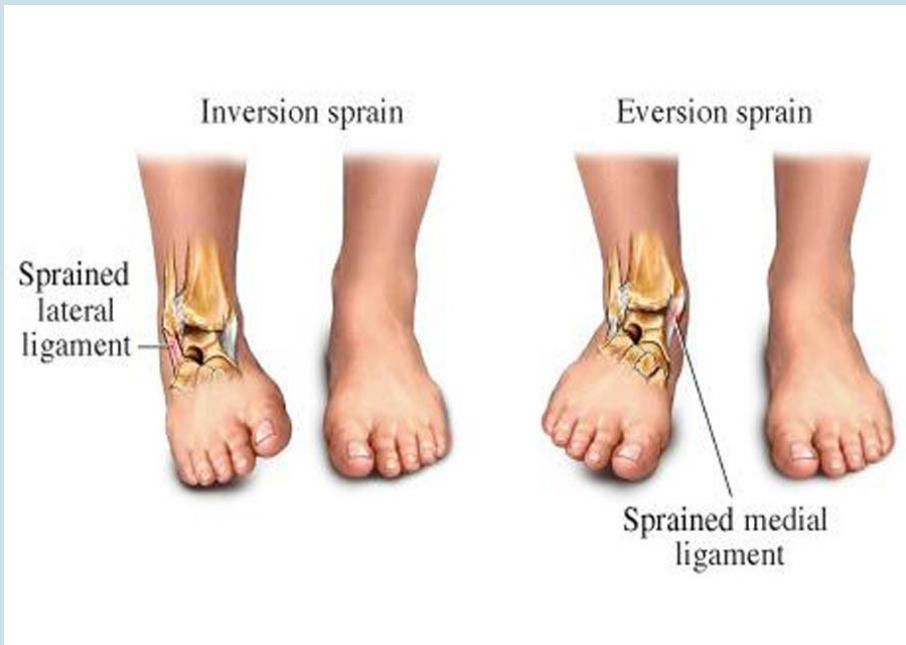 Inversion sprain
Eversion sprain
Sprained
lateral
ligament
Sprained medial
ligament